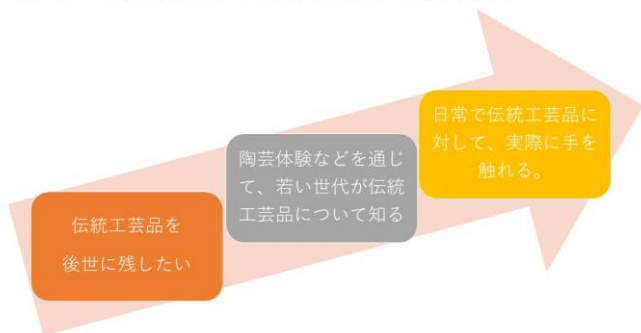 伝統工芸品を
後世に残したい
陶芸体験などを通じ
て、若い世代が伝統
工芸品について知る
日常で伝統工芸品に
対して、実際に手を
触れる。